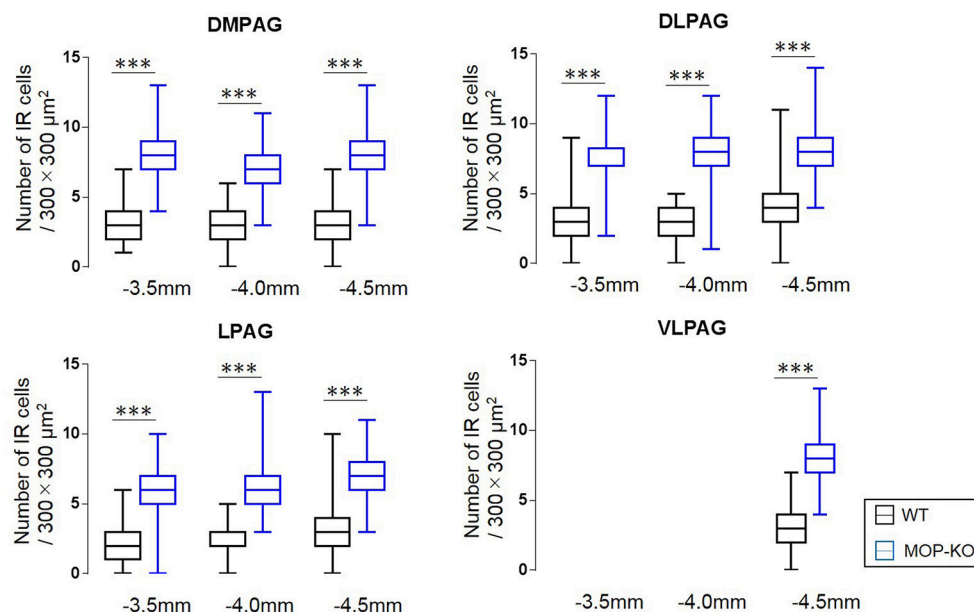 DMPAG
Number of IR cells
/ 300 × 300 µm²
15
10
5
0
***
***
***
-3.5mm
-4.0mm
-4.5mm
DLPAG
Number of IR cells
/ 300 × 300 µm²
15
10
5
0
***
***
***
-3.5mm
-4.0mm
-4.5mm
LPAG
Number of IR cells
/ 300 × 300 µm²
15
10
5
0
***
***
***
-3.5mm
-4.0mm
-4.5mm
VLPAG
Number of IR cells
/ 300 × 300 µm²
15
10
5
0
***
-3.5mm
-4.0mm
-4.5mm
WT
MOP-KO